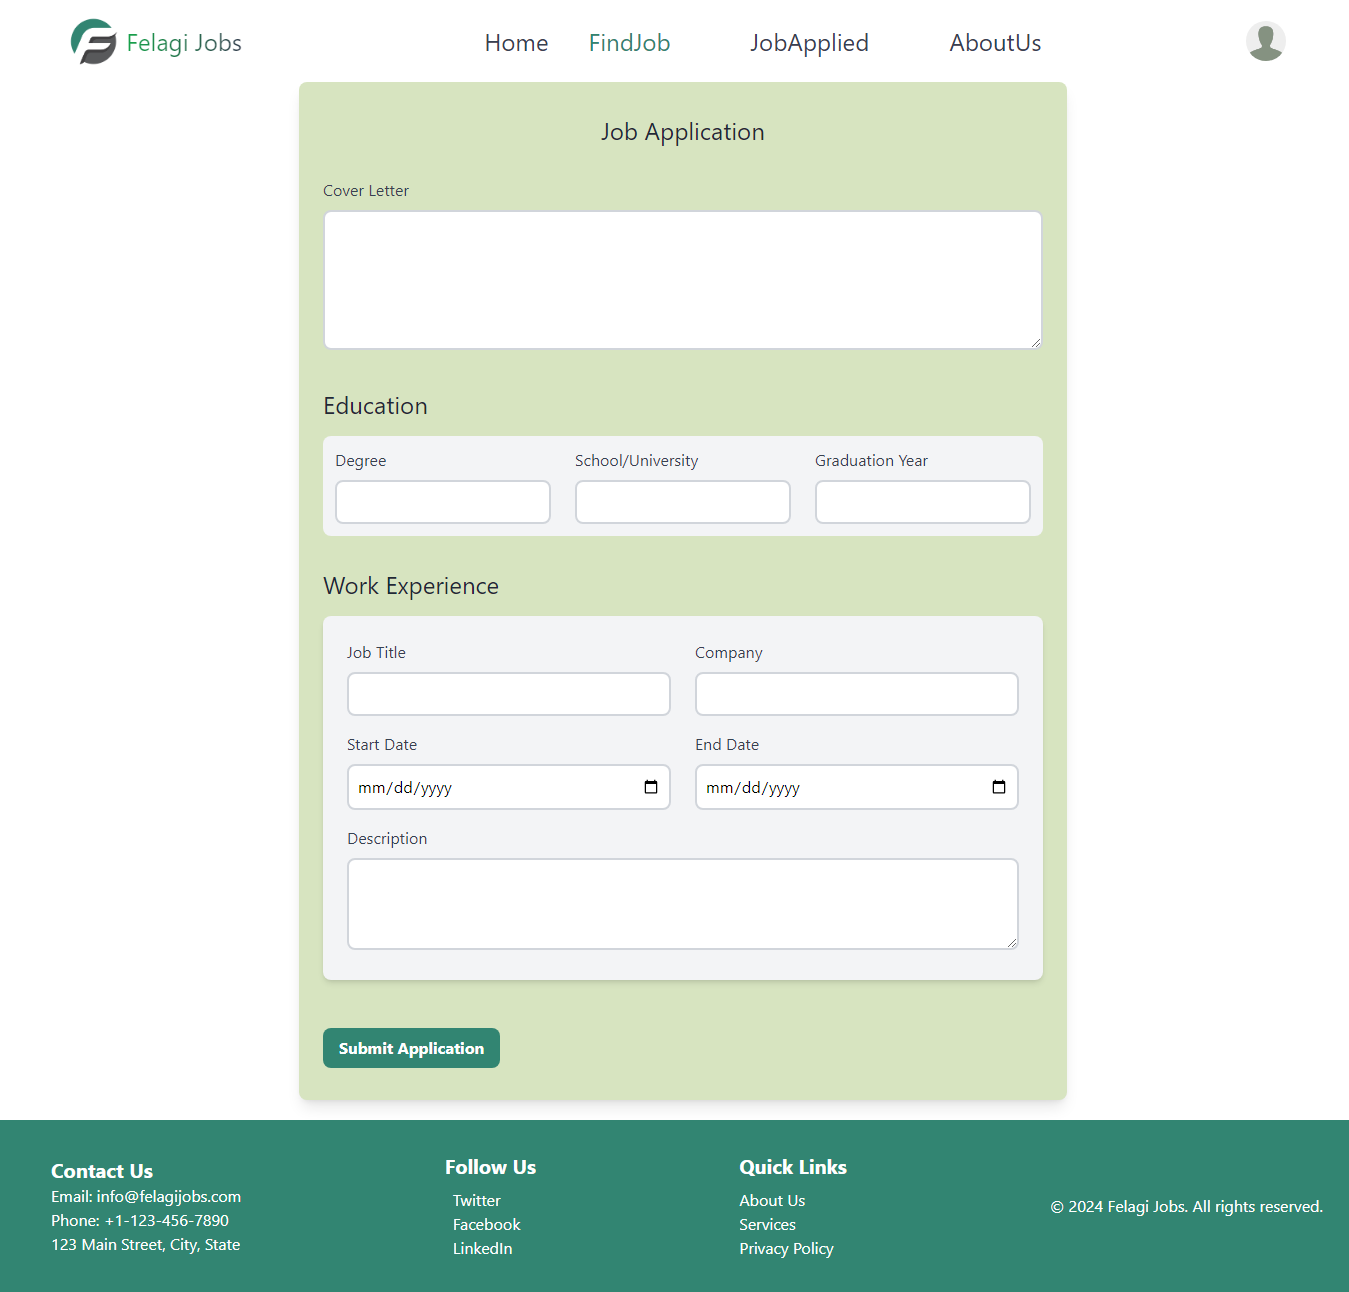 Felagi Jobs
Home FindJob JobApplied AboutUs
Job Application
Cover Letter
Education
Degree School/University Graduation Year
Work Experience
Job Title Company
Start Date End Date
mm/dd/yyyy mm/dd/yyyy
Description
Submit Application
Contact Us
Email: info@felagijobs.com
Phone: +1-123-456-7890
123 Main Street, City, State
Follow Us
Twitter
Facebook
LinkedIn
Quick Links
About Us
Services
Privacy Policy
© 2024 Felagi Jobs. All rights reserved.